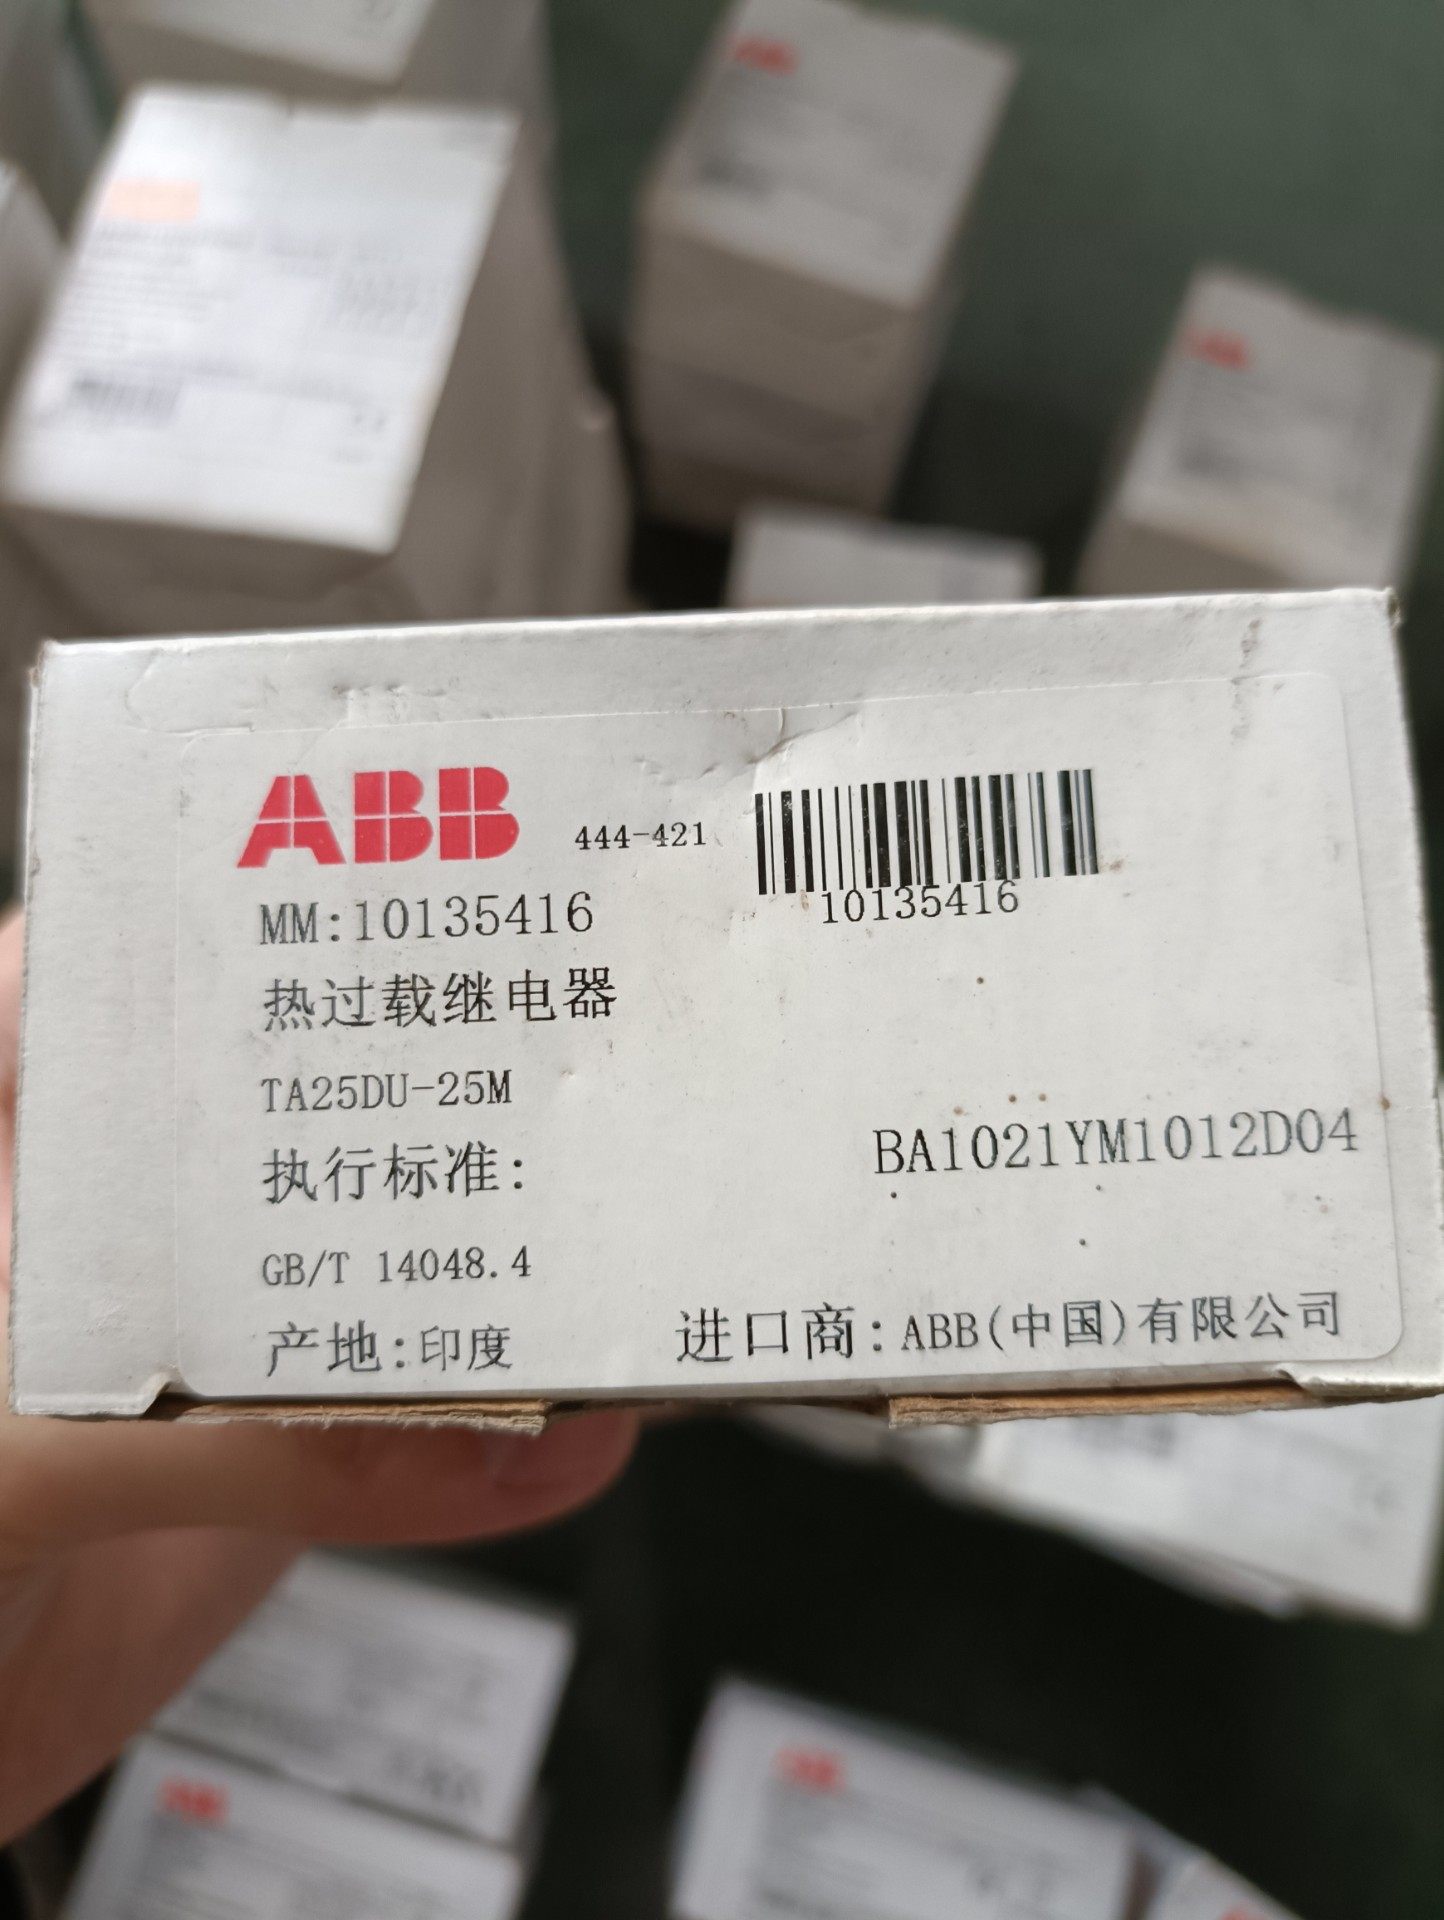 ABB
444-421
10135416
MM:10135416
热过载继电器
TA25DU-25M
执行标准:
BA1021YM1012D04
GB/T 14048.4
产地:印度
进口商:ABB(中国)有限公司